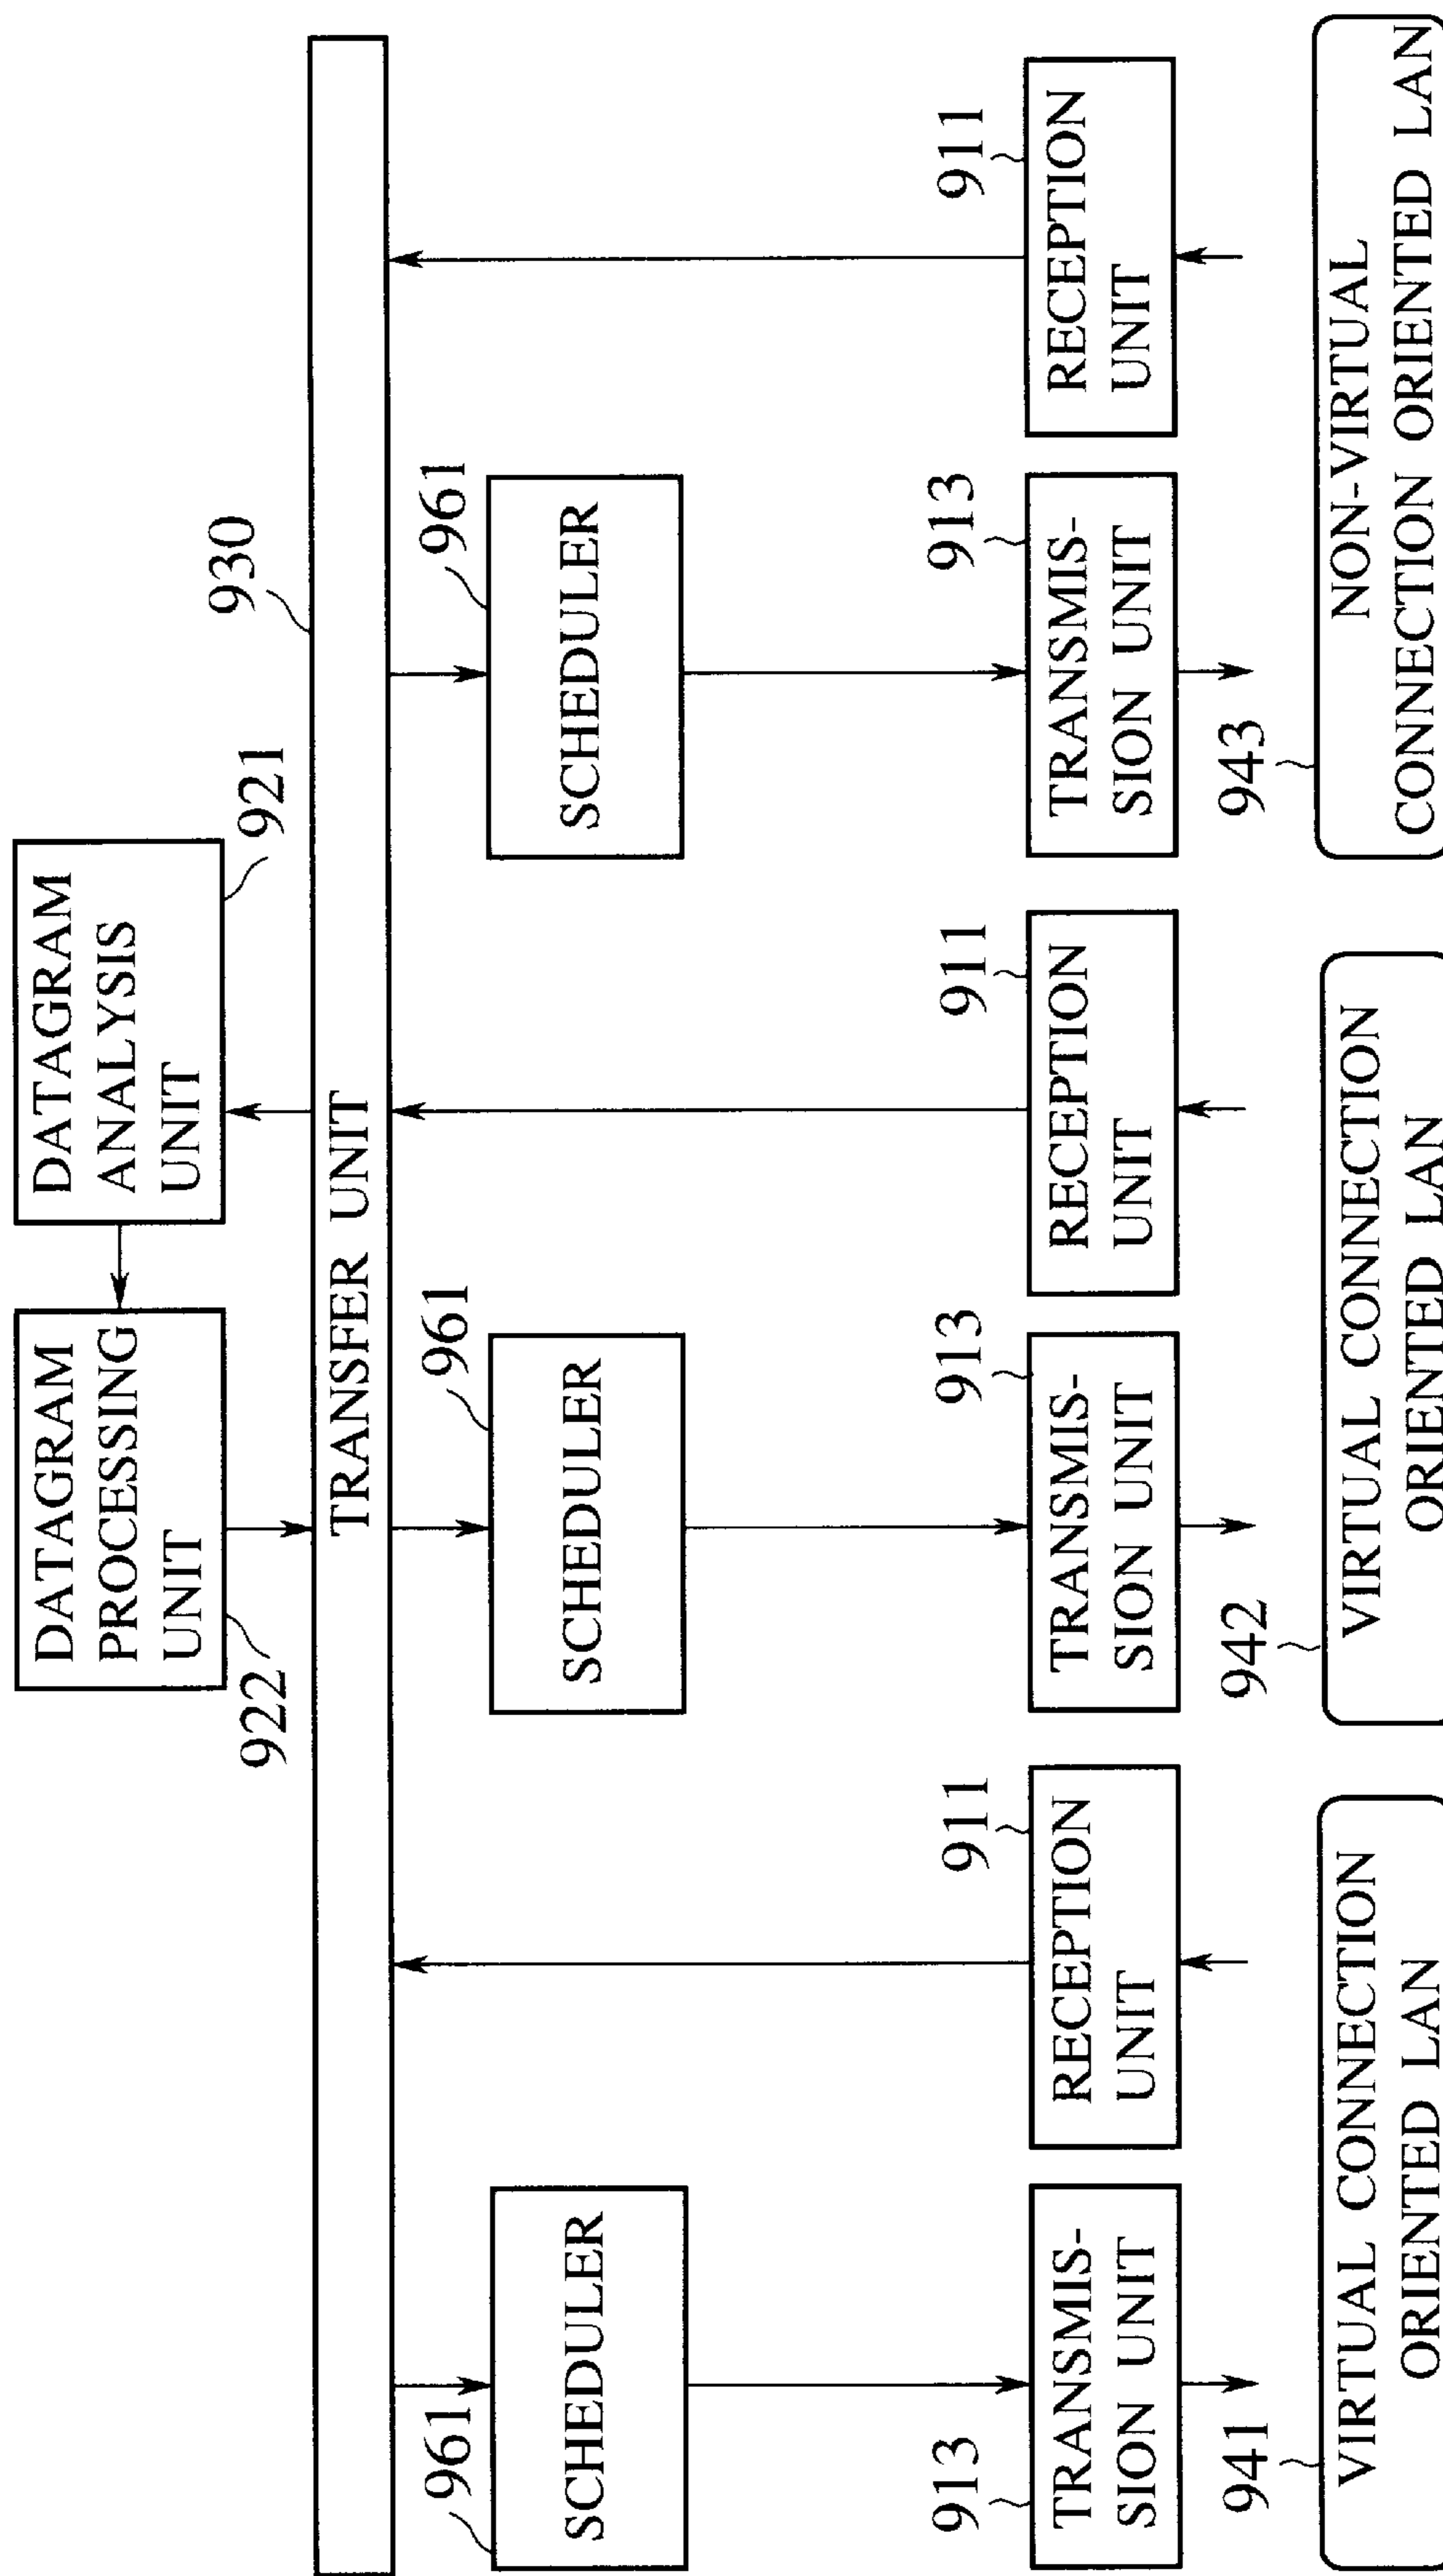 DATAGRAM
PROCESSING
UNIT
922
DATAGRAM
ANALYSIS
UNIT
921
930
TRANSFER UNIT
961
SCHEDULER
961
SCHEDULER
961
SCHEDULER
913
TRANSMIS-
SION UNIT
911
RECEPTION
UNIT
913
TRANSMIS-
SION UNIT
911
RECEPTION
UNIT
913
TRANSMIS-
SION UNIT
911
RECEPTION
UNIT
941
VIRTUAL CONNECTION
ORIENTED LAN
942
VIRTUAL CONNECTION
ORIENTED LAN
943
NON-VIRTUAL
CONNECTION ORIENTED LAN